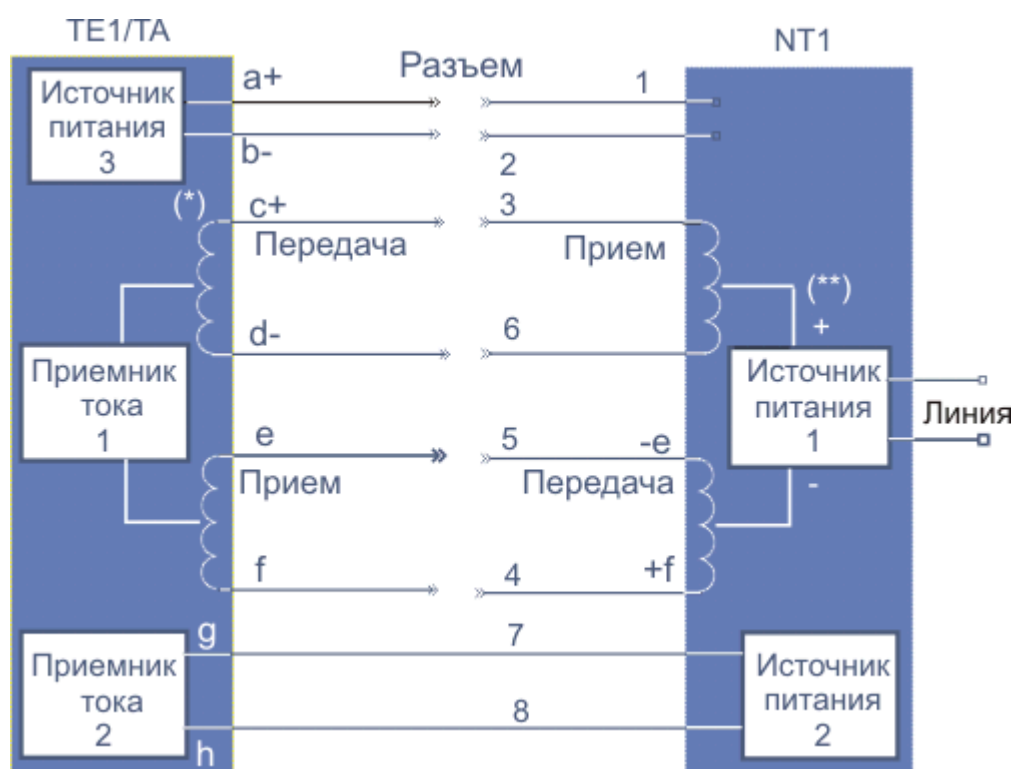 TE1/TA
NT1
Разъем
a+
1
Источник
питания
3
b-
2
(*)
c+
3
Передача
Прием
(**)
+
d-
6
Приемник
тока
1
Источник
питания
1
Линия
e
5
-e
Прием
Передача
-
f
4
+f
g
7
Приемник
тока
2
Источник
питания
2
8
h